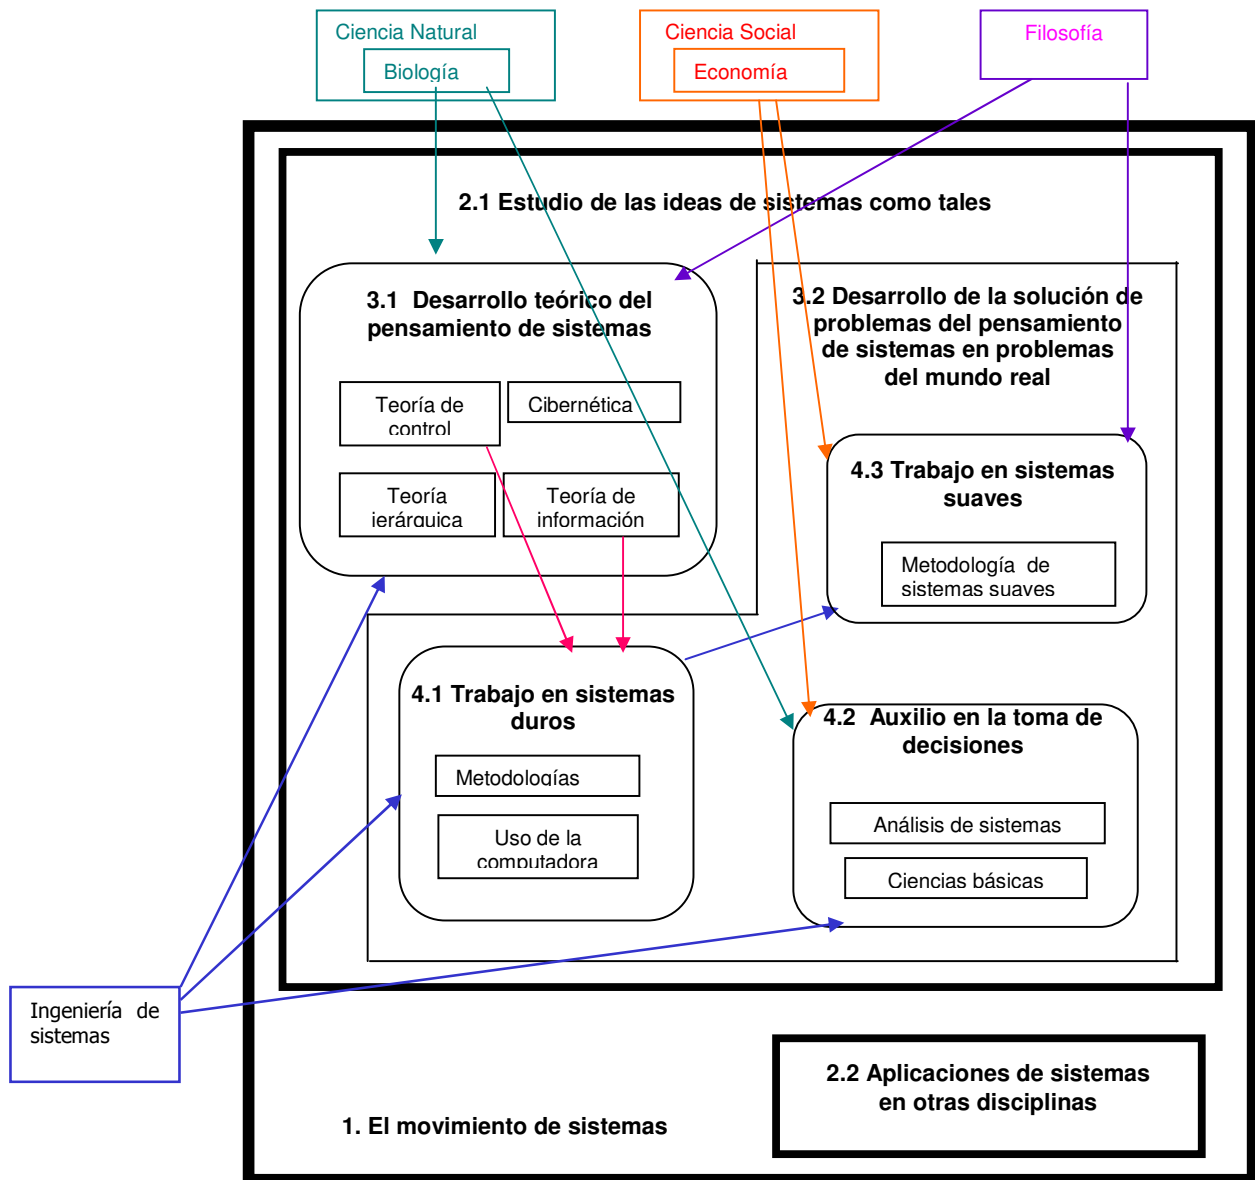 Ciencia Natural
Biología
Ciencia Social
Economía
Filosofía
2.1 Estudio de las ideas de sistemas como tales
3.1 Desarrollo teórico del
pensamiento de sistemas
Teoría de
control
Cibernética
Teoría
jerárquica
Teoría de
información
3.2 Desarrollo de la solución de
problemas del pensamiento
de sistemas en problemas
del mundo real
4.3 Trabajo en sistemas
suaves
Metodología de
sistemas suaves
4.1 Trabajo en sistemas
duros
Metodologías
Uso de la
computadora
4.2 Auxilio en la toma de
decisiones
Análisis de sistemas
Ciencias básicas
Ingeniería de
sistemas
2.2 Aplicaciones de sistemas
en otras disciplinas
1. El movimiento de sistemas